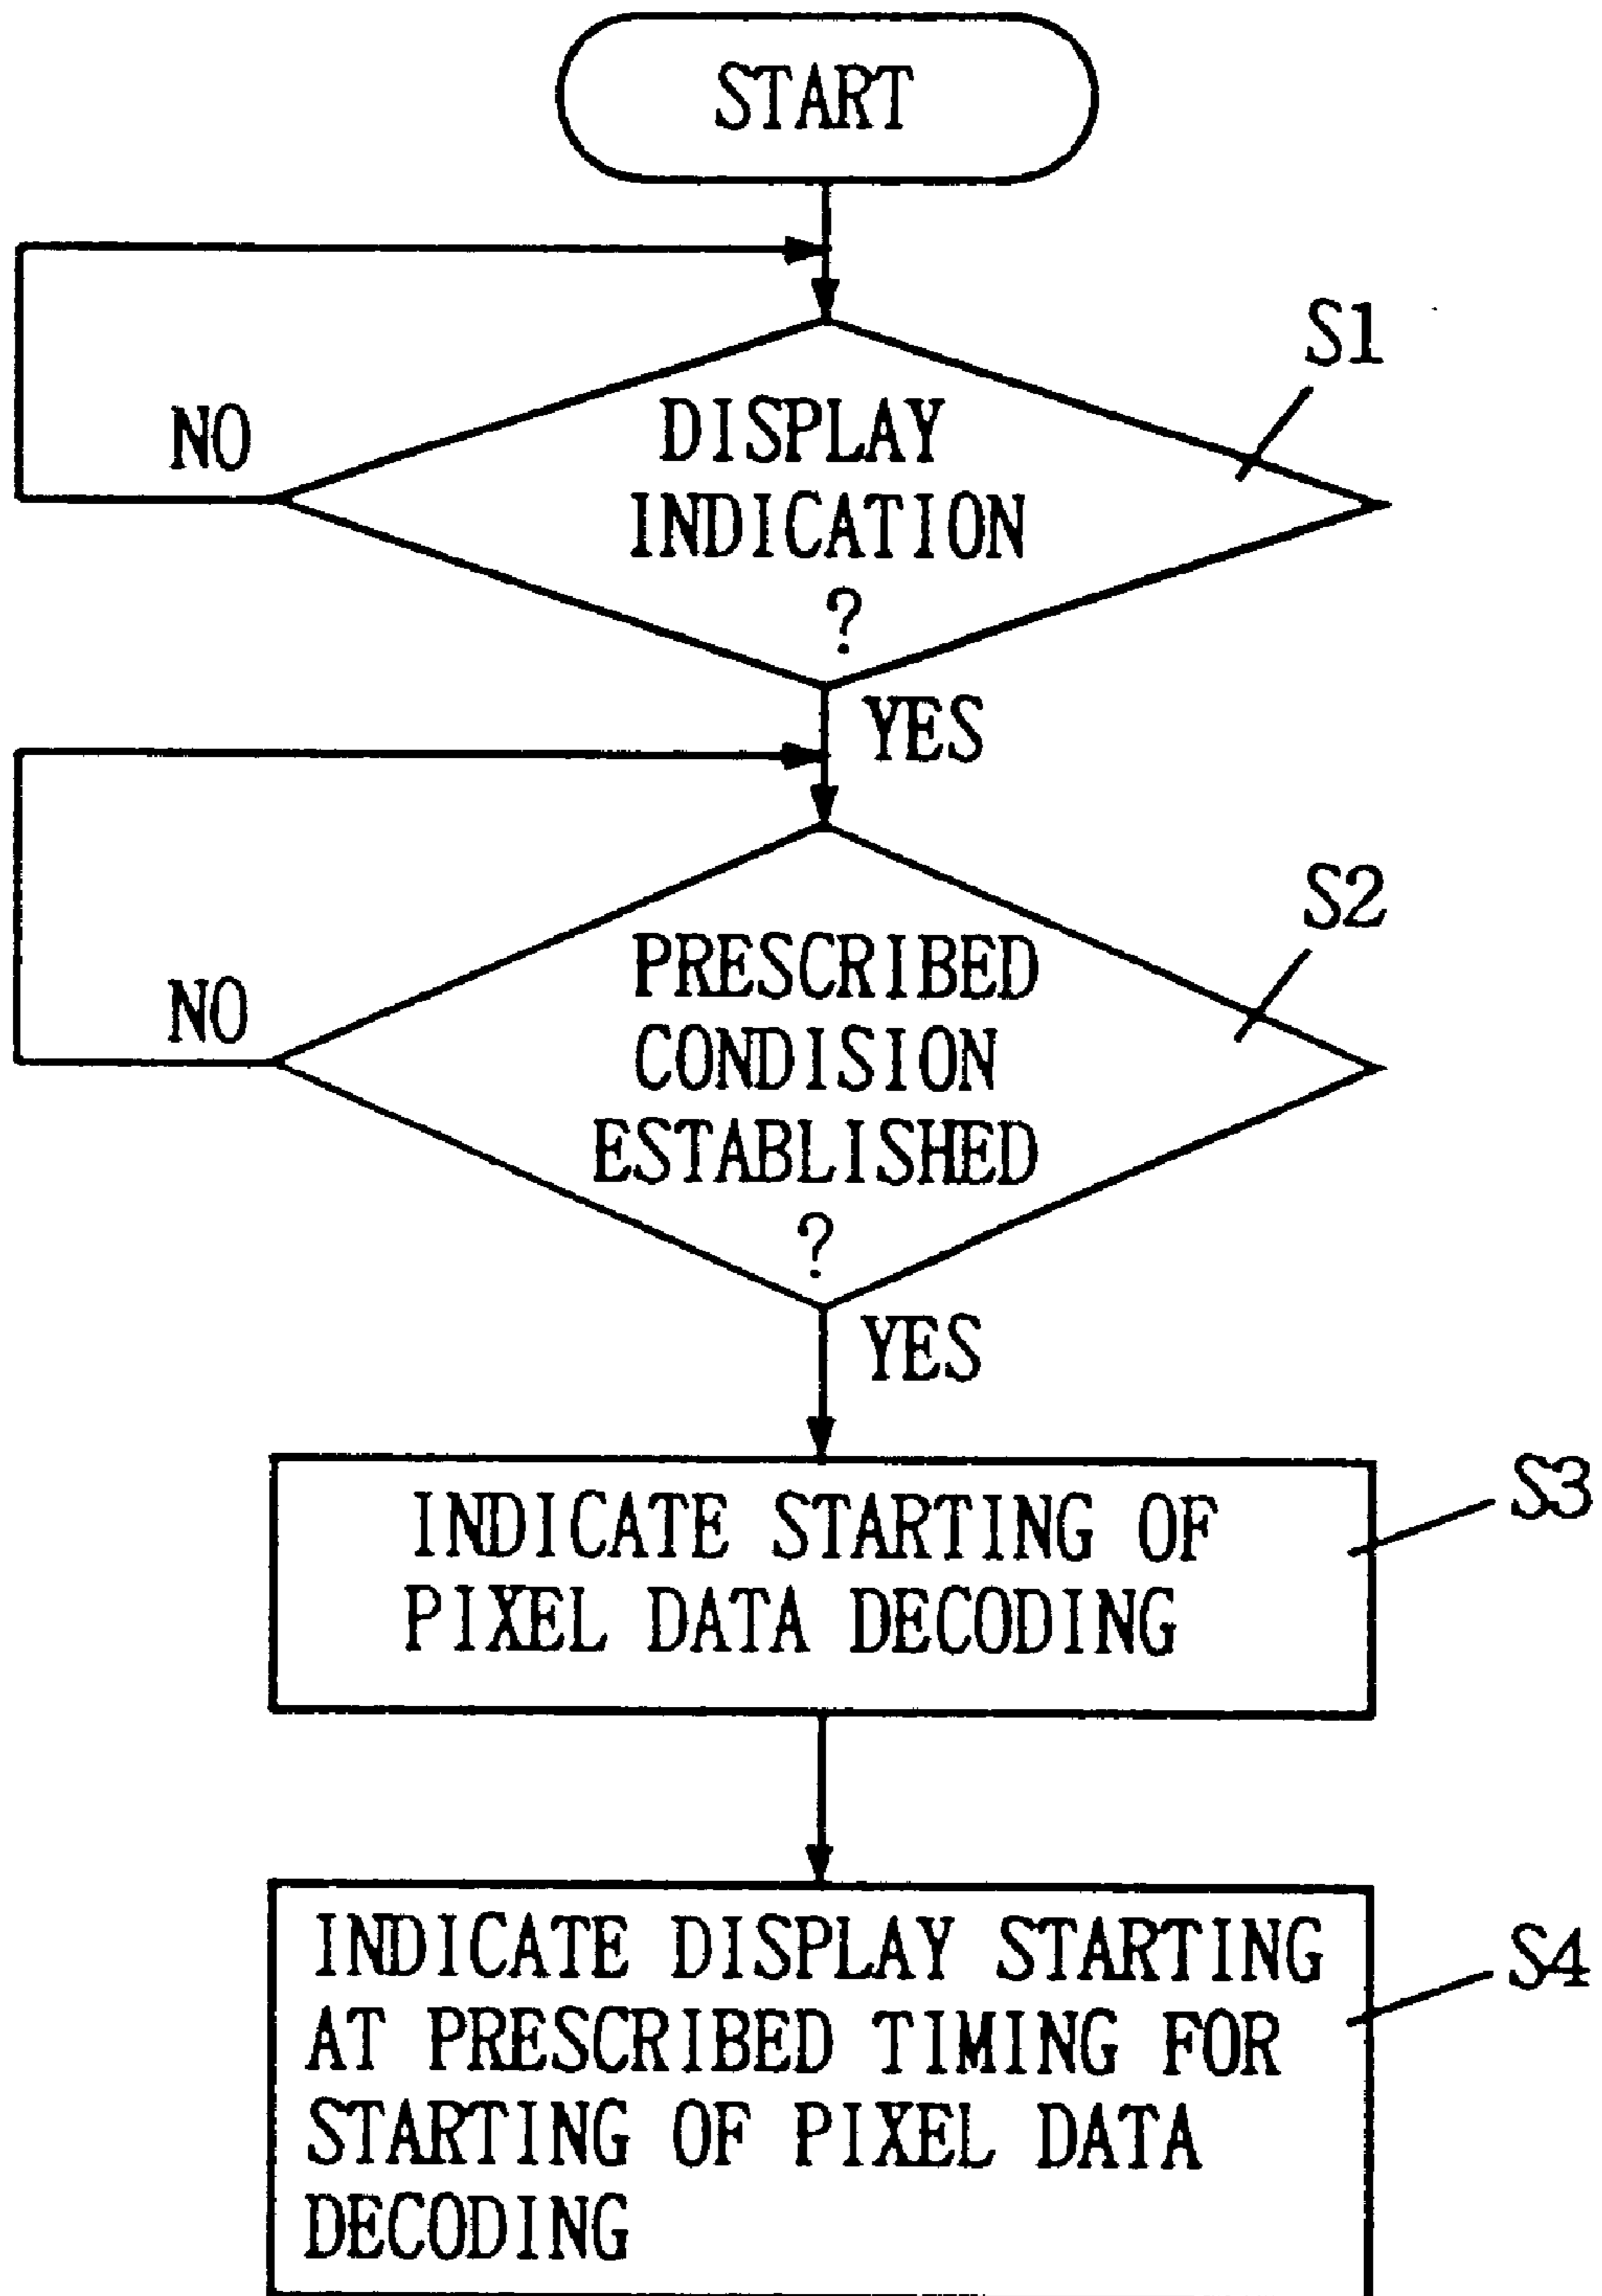 START
S1
NO
DISPLAY
INDICATION
?
YES
S2
NO
PRESCRIBED
CONDISION
ESTABLISHED
?
YES
S3
INDICATE STARTING OF
PIXEL DATA DECODING
S4
INDICATE DISPLAY STARTING
AT PRESCRIBED TIMING FOR
STARTING OF PIXEL DATA
DECODING